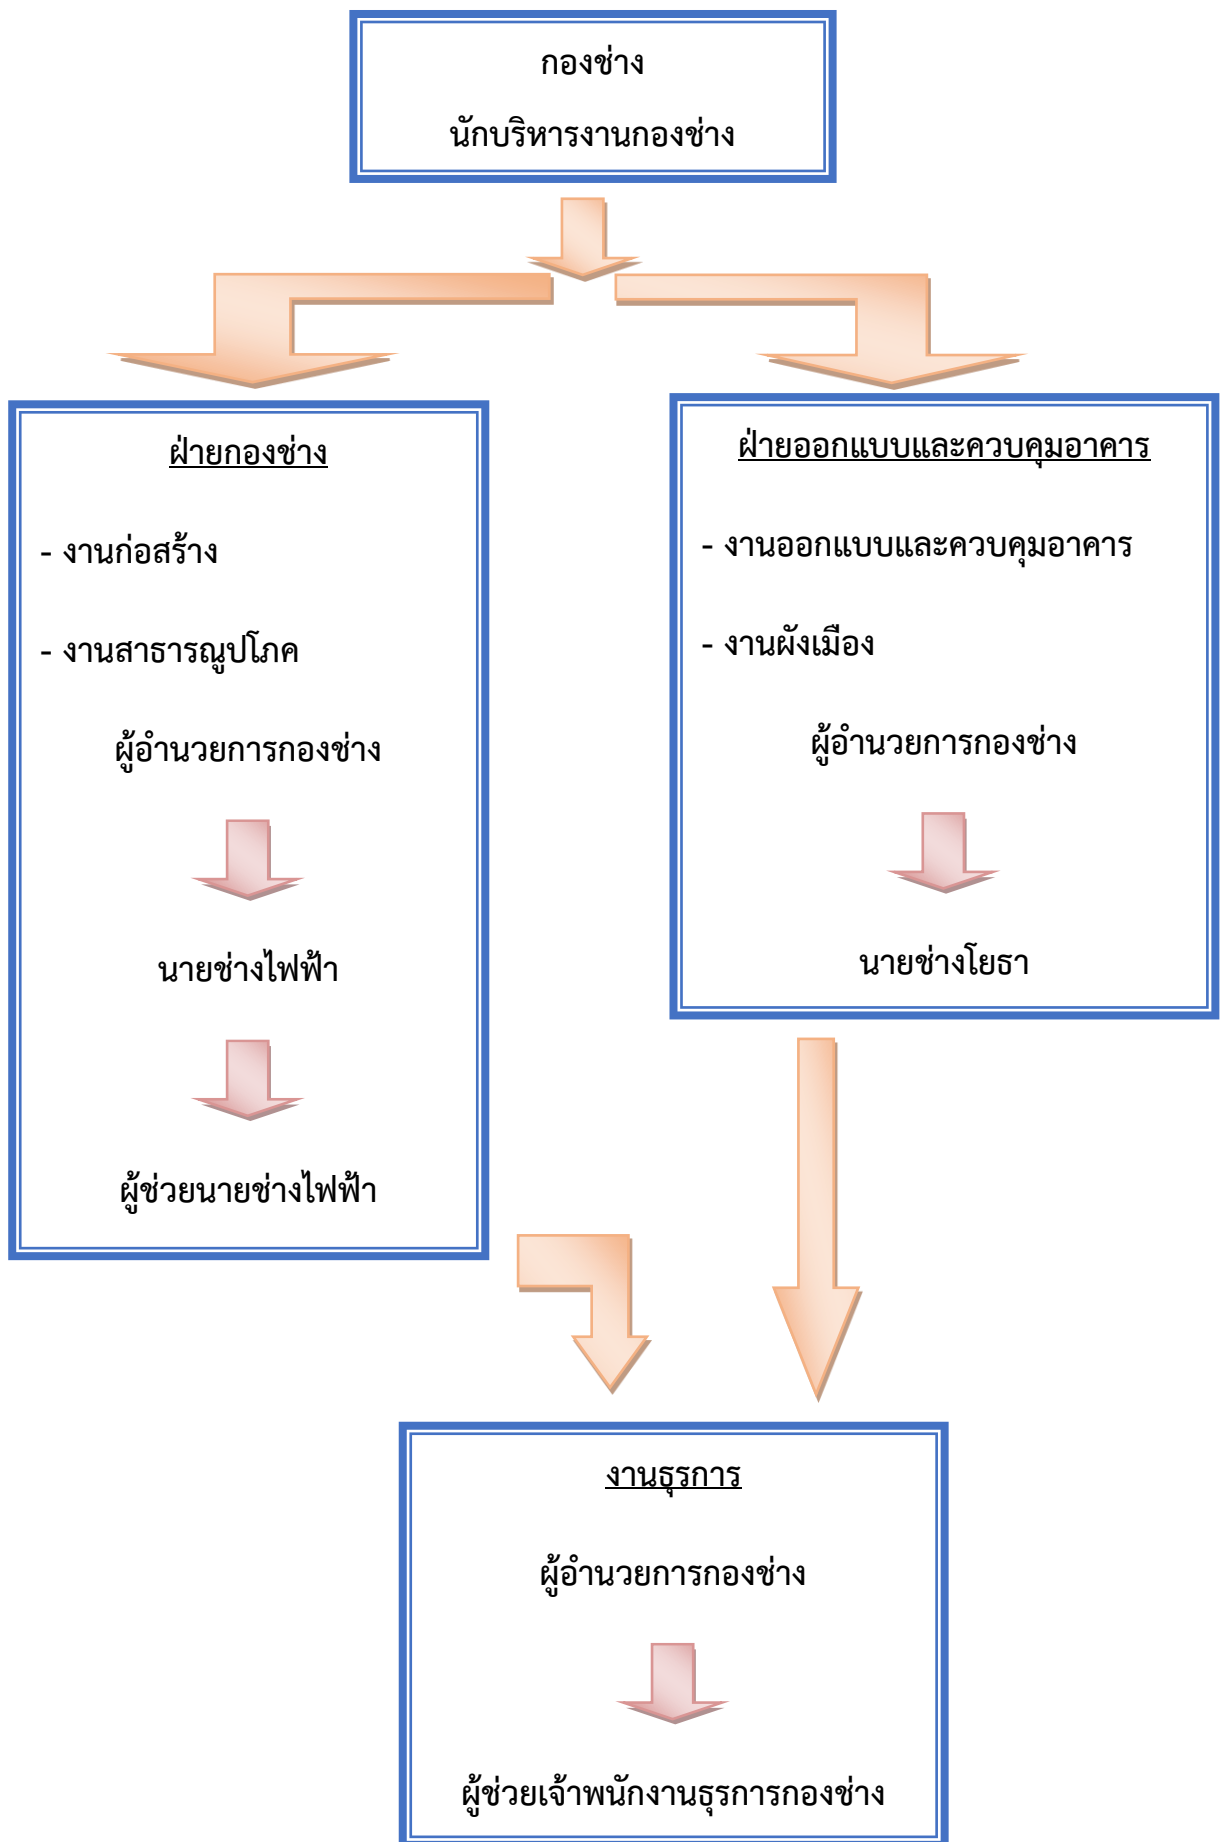 กองช่าง
นักบริหารงานกองช่าง
ฝ่ายกองช่าง
- งานก่อสร้าง
- งานสาธารณูปโภค
ผู้อำนวยการกองช่าง
นายช่างไฟฟ้า
ผู้ช่วยนายช่างไฟฟ้า
ฝ่ายออกแบบและควบคุมอาคาร
- งานออกแบบและควบคุมอาคาร
- งานผังเมือง
ผู้อำนวยการกองช่าง
นายช่างโยธา
งานธุรการ
ผู้อำนวยการกองช่าง
ผู้ช่วยเจ้าพนักงานธุรการกองช่าง